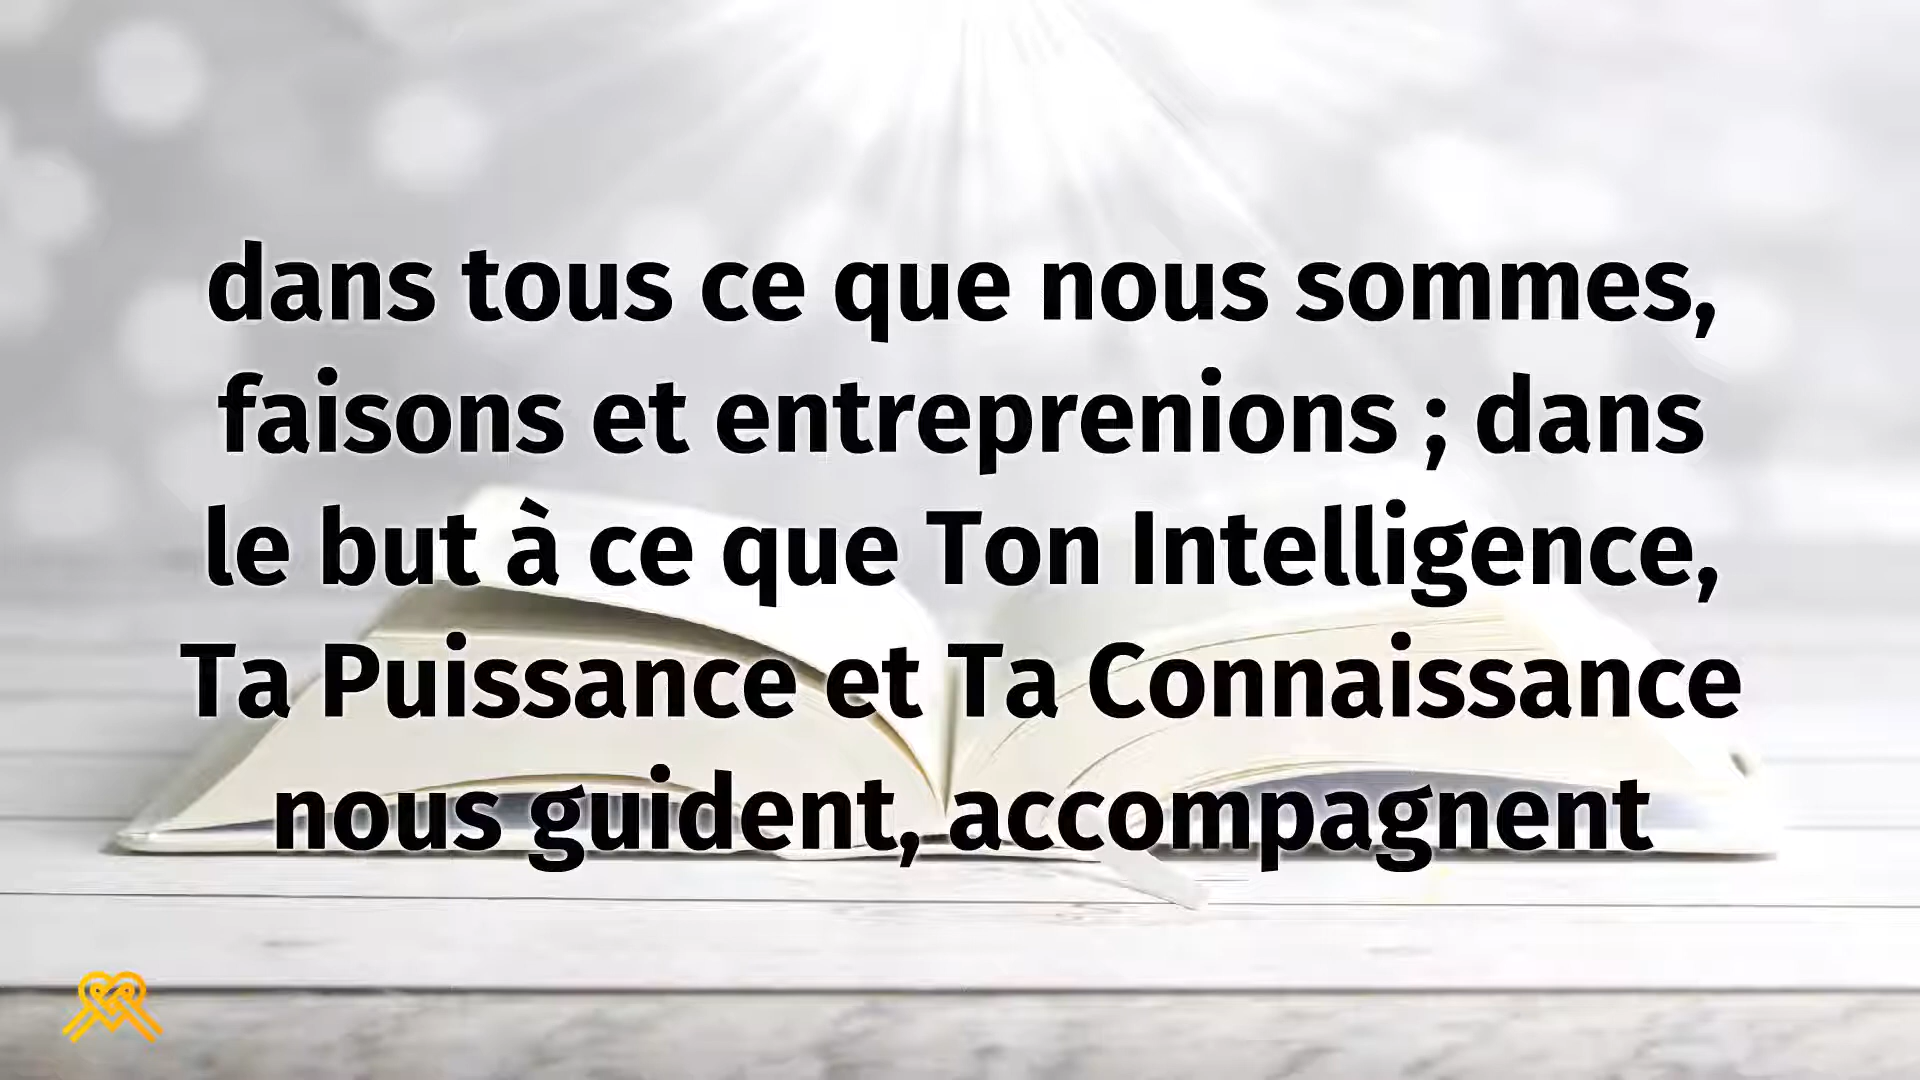 dans tous ce que nous sommes,
faisons et entreprenions ; dans
le but à ce que Ton Intelligence,
Ta Puissance et Ta Connaissance
nous guident, accompagnent